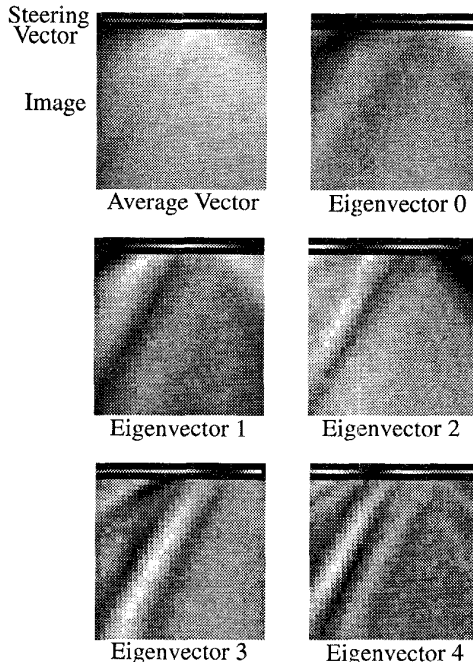 Steering
Vector
Image
Average Vector
Eigenvector 0
Eigenvector 1
Eigenvector 2
Eigenvector 3
Eigenvector 4